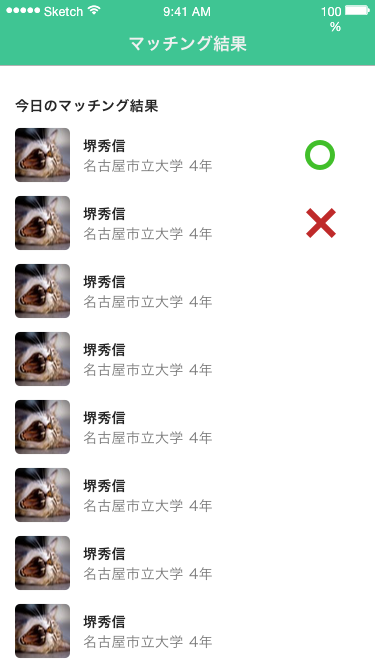 Sketch 9:41 AM 100
%
マッチング結果
今日のマッチング結果
堺秀信
名古屋市立大学 4年
堺秀信
名古屋市立大学 4年
堺秀信
名古屋市立大学 4年
堺秀信
名古屋市立大学 4年
堺秀信
名古屋市立大学 4年
堺秀信
名古屋市立大学 4年
堺秀信
名古屋市立大学 4年
堺秀信
名古屋市立大学 4年